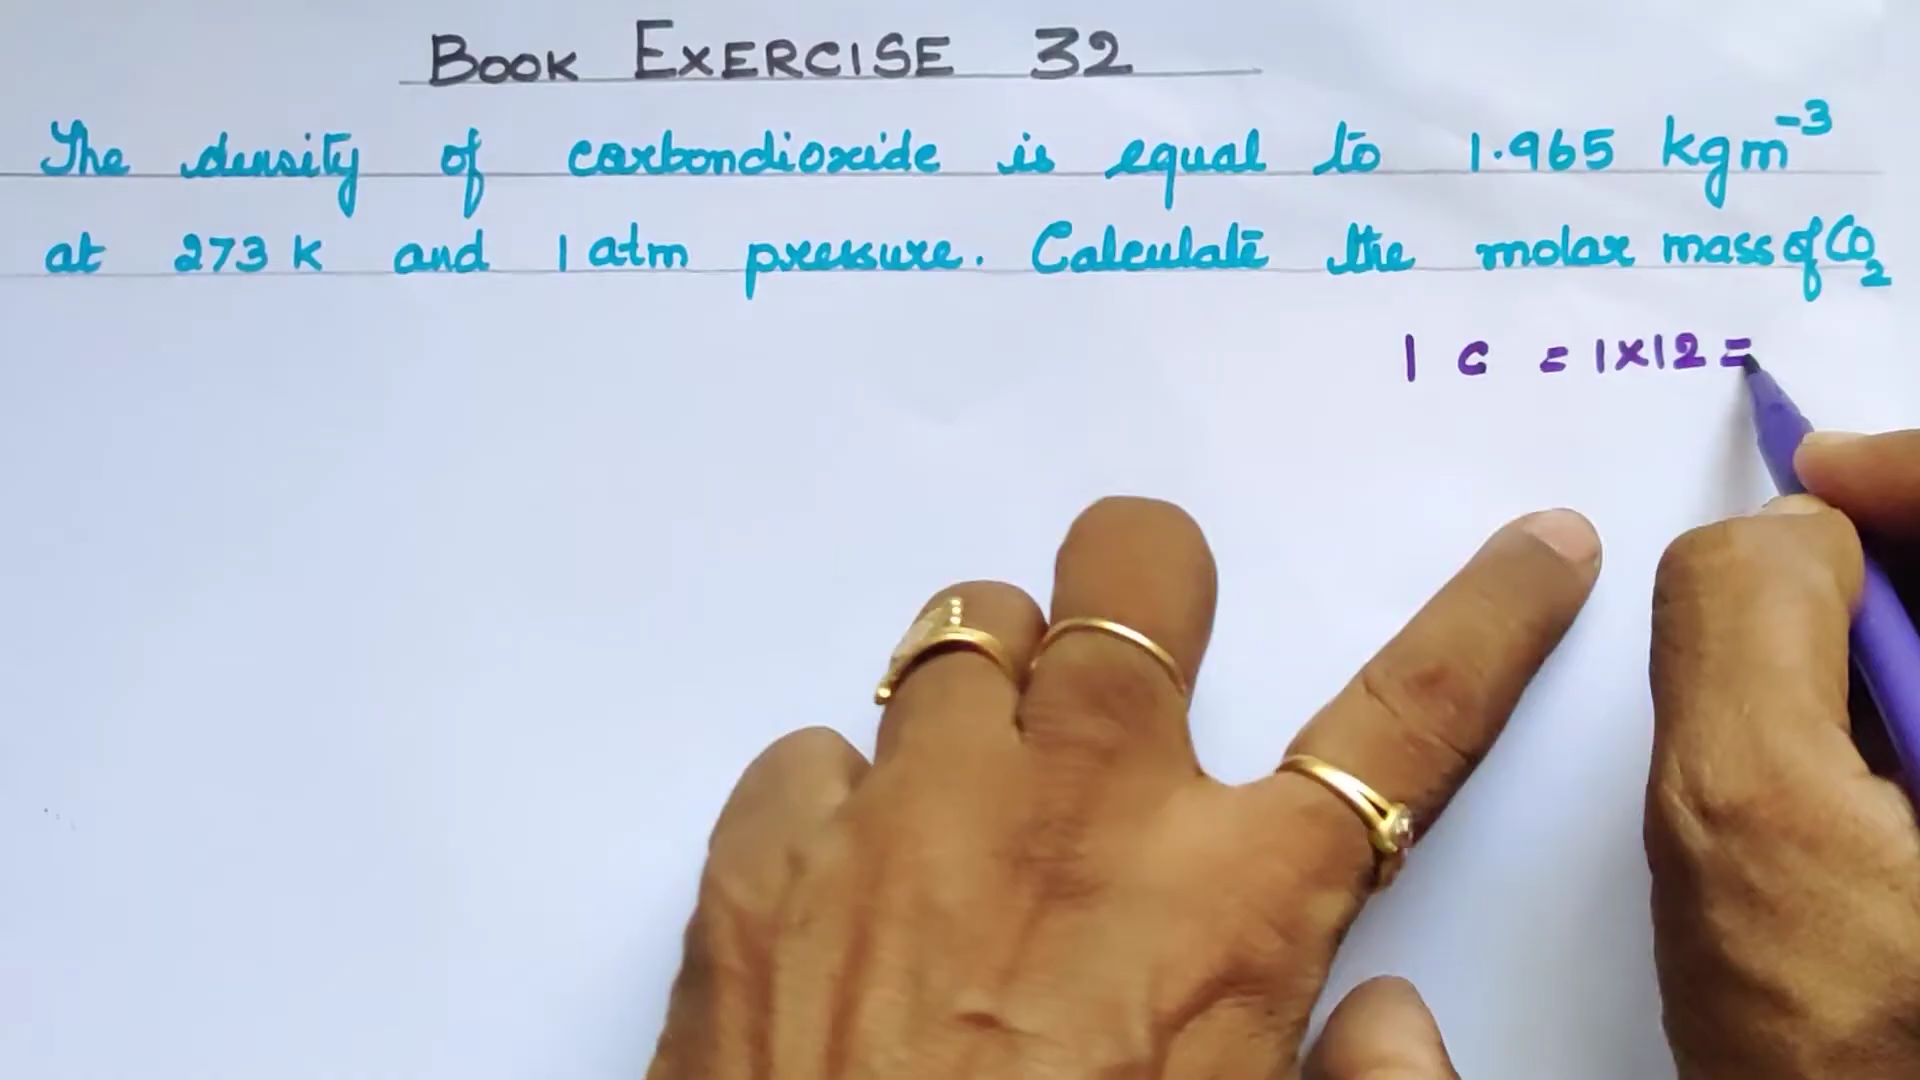 BOOK EXERCISE 32
The density of carbondioxide is equal to 1.965 kgm⁻³
at 273 K and 1 atm pressure. Calculate the molar mass of CO₂
1 C = 1×12 =